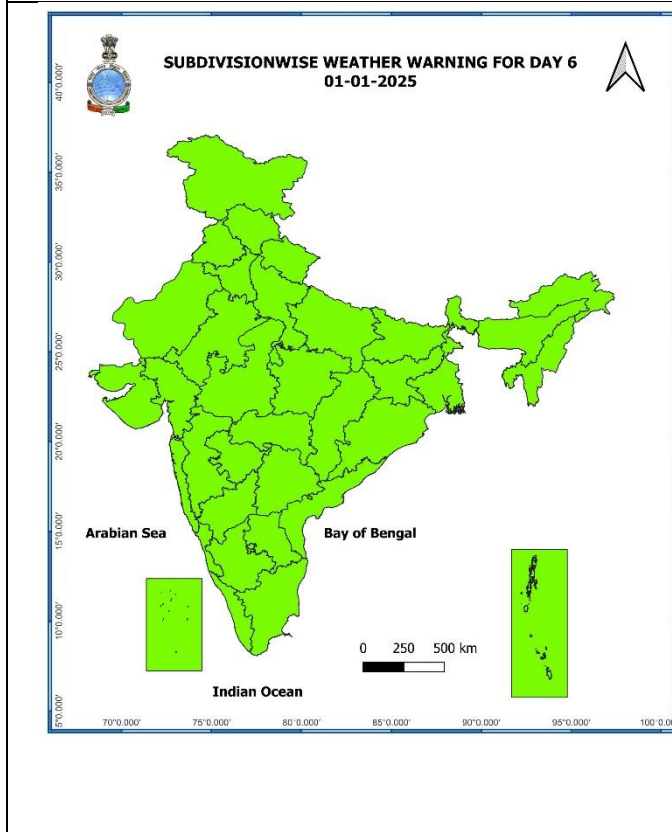 SUBDIVISIONWISE WEATHER WARNING FOR DAY 6
01-01-2025
40°0.000'
35°0.000'
30°0.000'
25°0.000'
20°0.000'
15°0.000'
10°0.000'
5°0.000'
Arabian Sea
Bay of Bengal
0 250 500 km
Indian Ocean
70°0.000' 75°0.000' 80°0.000' 85°0.000' 90°0.000' 95°0.000' 100°0.0